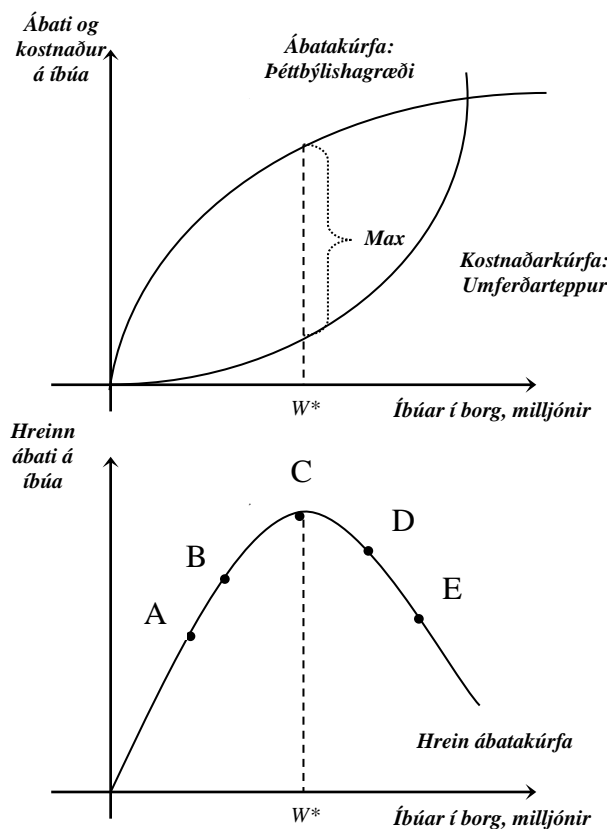 Ábati og
kostnaður
á íbúa
Ábatakúrfa:
Þéttbýlishagræði
Max
Kostnaðarkúrfa:
Umferðarteppur
W*
Íbúar í borg, milljónir
Hreinn
ábati á
íbúa
C
D
B
E
A
Hrein ábatakúrfa
W*
Íbúar í borg, milljónir